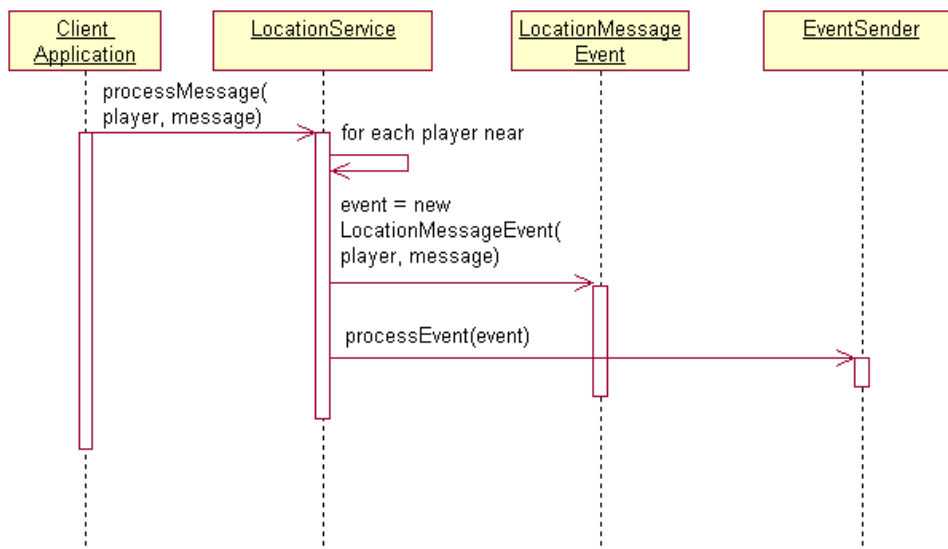 Client
Application
LocationService
LocationMessage
Event
EventSender
processMessage(
player, message)
for each player near
event = new
LocationMessageEvent(
player, message)
processEvent(event)